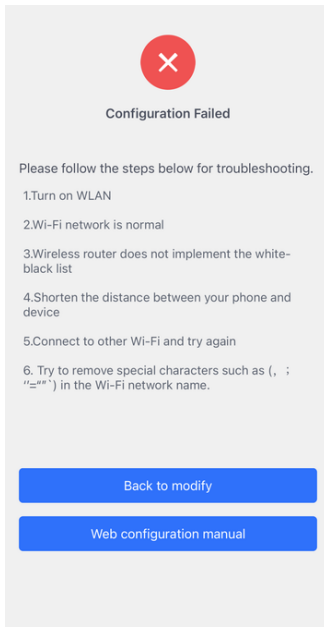 Configuration Failed
Please follow the steps below for troubleshooting.
1.Turn on WLAN
2.Wi-Fi network is normal
3.Wireless router does not implement the white-
black list
4.Shorten the distance between your phone and
device
5.Connect to other Wi-Fi and try again
6. Try to remove special characters such as (, ；
‘’=“”`) in the Wi-Fi network name.
Back to modify
Web configuration manual